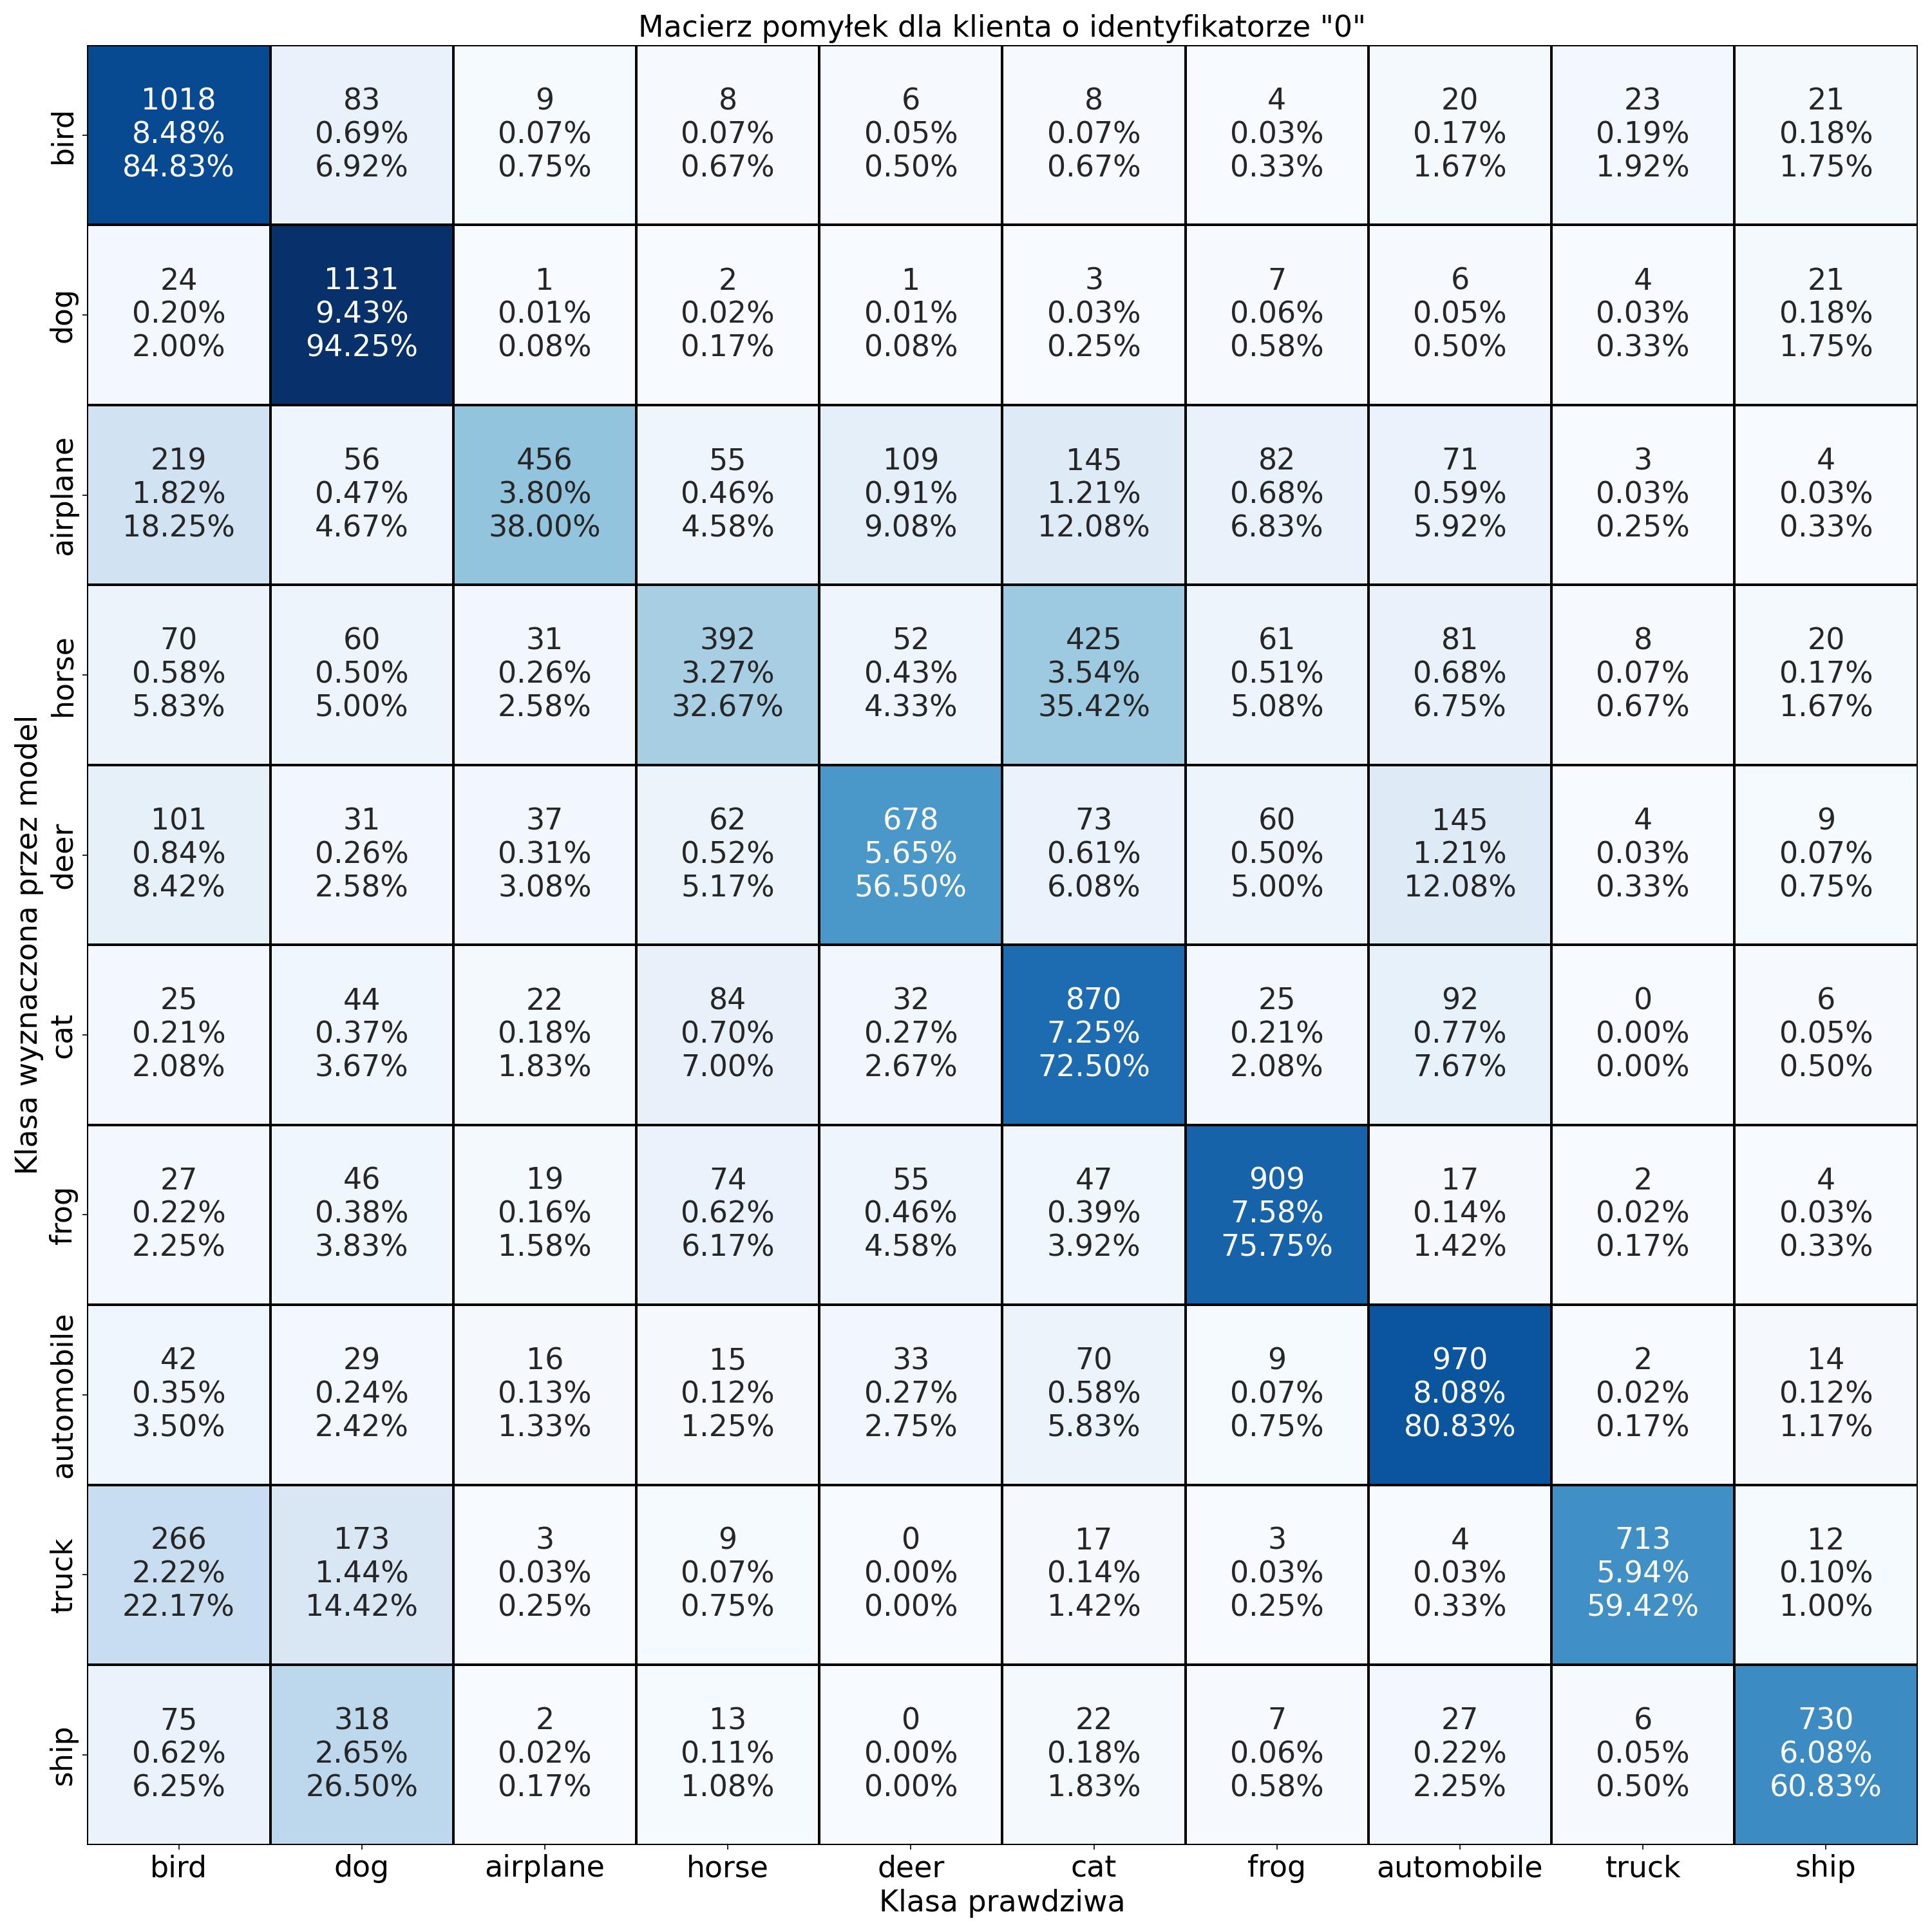 Macierz pomyłek dla klienta o identyfikatorze "0"
Klasa wyznaczona przez model
bird
1018 83 9 8 6 8 4 20 23 21
8.48% 0.69% 0.07% 0.07% 0.05% 0.07% 0.03% 0.17% 0.19% 0.18%
84.83% 6.92% 0.75% 0.67% 0.50% 0.67% 0.33% 1.67% 1.92% 1.75%
dog
24 1131 1 2 1 3 7 6 4 21
0.20% 9.43% 0.01% 0.02% 0.01% 0.03% 0.06% 0.05% 0.03% 0.18%
2.00% 94.25% 0.08% 0.17% 0.08% 0.25% 0.58% 0.50% 0.33% 1.75%
airplane
219 56 456 55 109 145 82 71 3 4
1.82% 0.47% 3.80% 0.46% 0.91% 1.21% 0.68% 0.59% 0.03% 0.03%
18.25% 4.67% 38.00% 4.58% 9.08% 12.08% 6.83% 5.92% 0.25% 0.33%
horse
70 60 31 392 52 425 61 81 8 20
0.58% 0.50% 0.26% 3.27% 0.43% 3.54% 0.51% 0.68% 0.07% 0.17%
5.83% 5.00% 2.58% 32.67% 4.33% 35.42% 5.08% 6.75% 0.67% 1.67%
deer
101 31 37 62 678 73 60 145 4 9
0.84% 0.26% 0.31% 0.52% 5.65% 0.61% 0.50% 1.21% 0.03% 0.07%
8.42% 2.58% 3.08% 5.17% 56.50% 6.08% 5.00% 12.08% 0.33% 0.75%
cat
25 44 22 84 32 870 25 92 0 6
0.21% 0.37% 0.18% 0.70% 0.27% 7.25% 0.21% 0.77% 0.00% 0.05%
2.08% 3.67% 1.83% 7.00% 2.67% 72.50% 2.08% 7.67% 0.00% 0.50%
frog
27 46 19 74 55 47 909 17 2 4
0.22% 0.38% 0.16% 0.62% 0.46% 0.39% 7.58% 0.14% 0.02% 0.03%
2.25% 3.83% 1.58% 6.17% 4.58% 3.92% 75.75% 1.42% 0.17% 0.33%
automobile
42 29 16 15 33 70 9 970 2 14
0.35% 0.24% 0.13% 0.12% 0.27% 0.58% 0.07% 8.08% 0.02% 0.12%
3.50% 2.42% 1.33% 1.25% 2.75% 5.83% 0.75% 80.83% 0.17% 1.17%
truck
266 173 3 9 0 17 3 4 713 12
2.22% 1.44% 0.03% 0.07% 0.00% 0.14% 0.03% 0.03% 5.94% 0.10%
22.17% 14.42% 0.25% 0.75% 0.00% 1.42% 0.25% 0.33% 59.42% 1.00%
ship
75 318 2 13 0 22 7 27 6 730
0.62% 2.65% 0.02% 0.11% 0.00% 0.18% 0.06% 0.22% 0.05% 6.08%
6.25% 26.50% 0.17% 1.08% 0.00% 1.83% 0.58% 2.25% 0.50% 60.83%
bird dog airplane horse deer cat frog automobile truck ship
Klasa prawdziwa